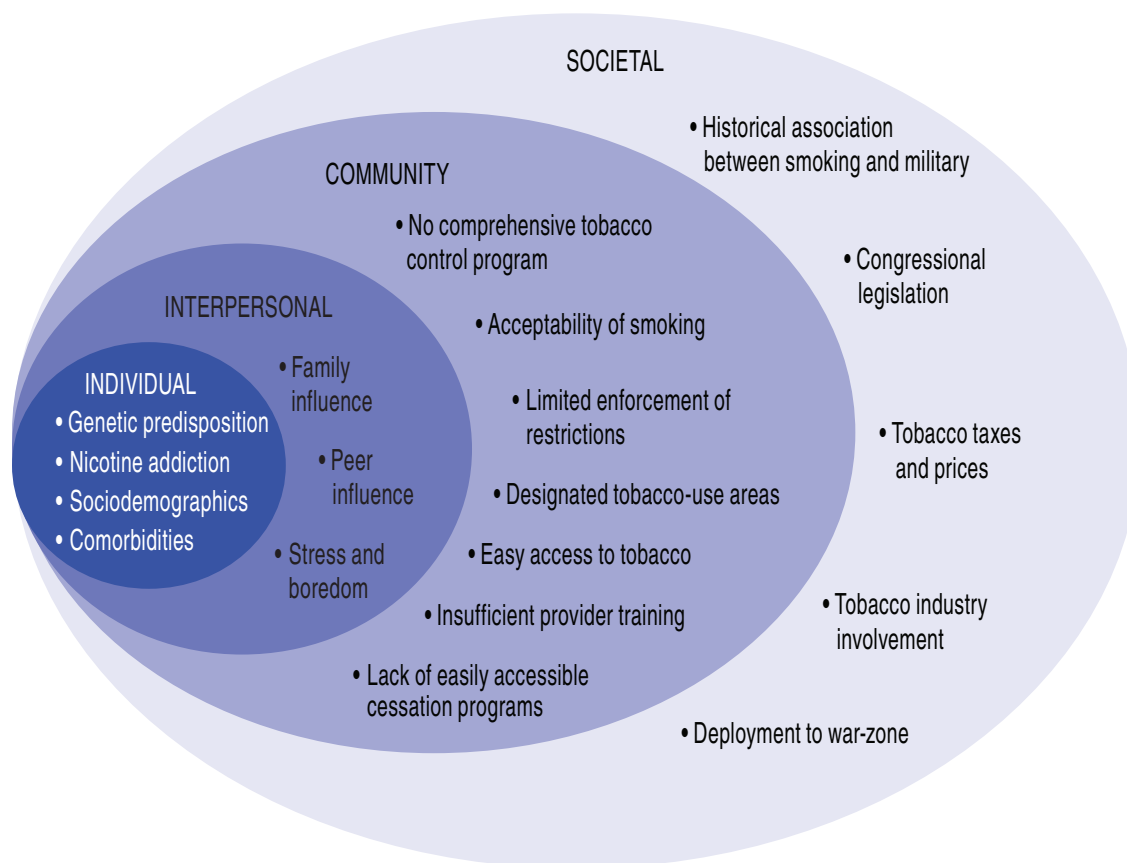 SOCIETAL
• Historical association
between smoking and military
• Congressional
legislation
• Tobacco taxes
and prices
• Tobacco industry
involvement
• Deployment to war-zone
COMMUNITY
• No comprehensive tobacco
control program
• Acceptability of smoking
• Limited enforcement of
restrictions
• Designated tobacco-use areas
• Easy access to tobacco
• Insufficient provider training
• Lack of easily accessible
cessation programs
INTERPERSONAL
• Family
influence
• Peer
influence
• Stress and
boredom
INDIVIDUAL
• Genetic predisposition
• Nicotine addiction
• Sociodemographics
• Comorbidities